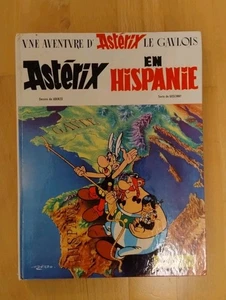 UNE AVENTURE D'Astérix LE GAULOIS
Astérix
EN
HISPANIE